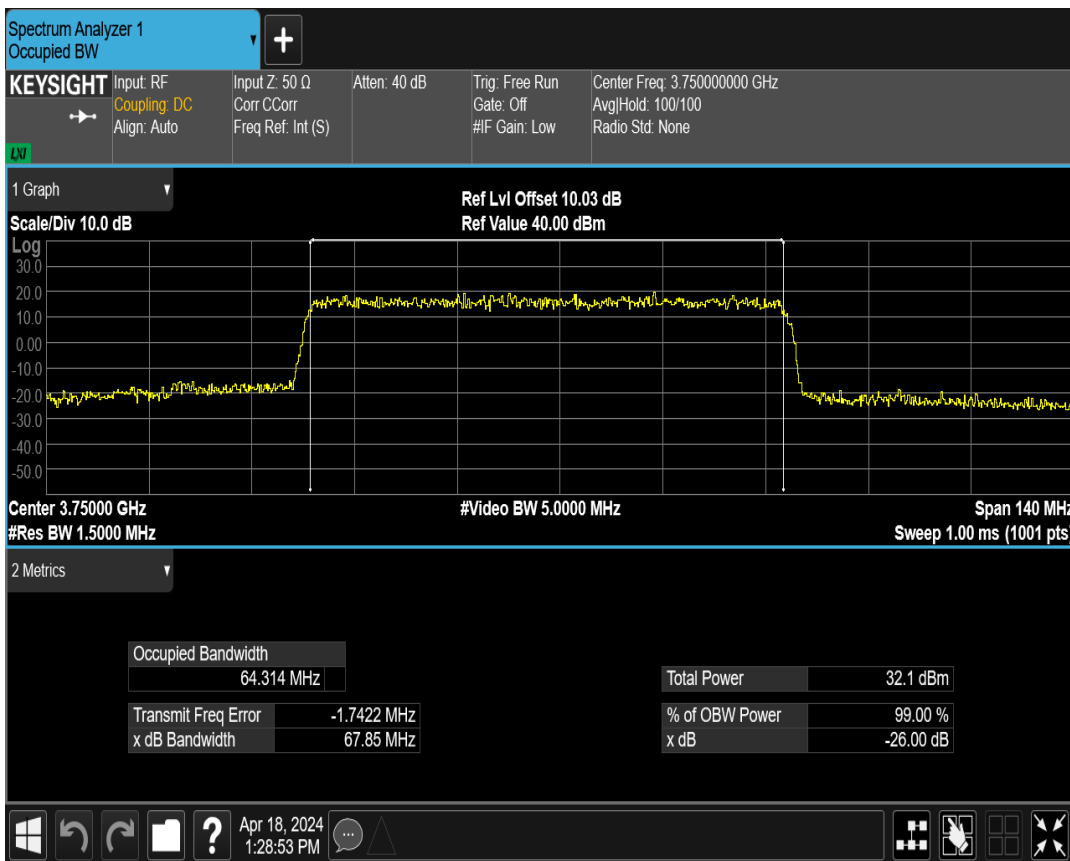 Spectrum Analyzer 1
Occupied BW
KEYSIGHT
LXI
Input: RF
Coupling: DC
Align: Auto
Input Z: 50 Ω
Corr CCorr
Freq Ref: Int (S)
Atten: 40 dB
Trig: Free Run
Gate: Off
#IF Gain: Low
Center Freq: 3.750000000 GHz
Avg|Hold: 100/100
Radio Std: None
1 Graph
Scale/Div 10.0 dB
Ref Lvl Offset 10.03 dB
Ref Value 40.00 dBm
Log
30.0
20.0
10.0
0.00
-10.0
-20.0
-30.0
-40.0
-50.0
Center 3.75000 GHz
#Res BW 1.5000 MHz
#Video BW 5.0000 MHz
Span 140 MHz
Sweep 1.00 ms (1001 pts)
2 Metrics
Occupied Bandwidth
64.314 MHz
Transmit Freq Error -1.7422 MHz
x dB Bandwidth 67.85 MHz
Total Power 32.1 dBm
% of OBW Power 99.00 %
x dB -26.00 dB
?
Apr 18, 2024
1:28:53 PM